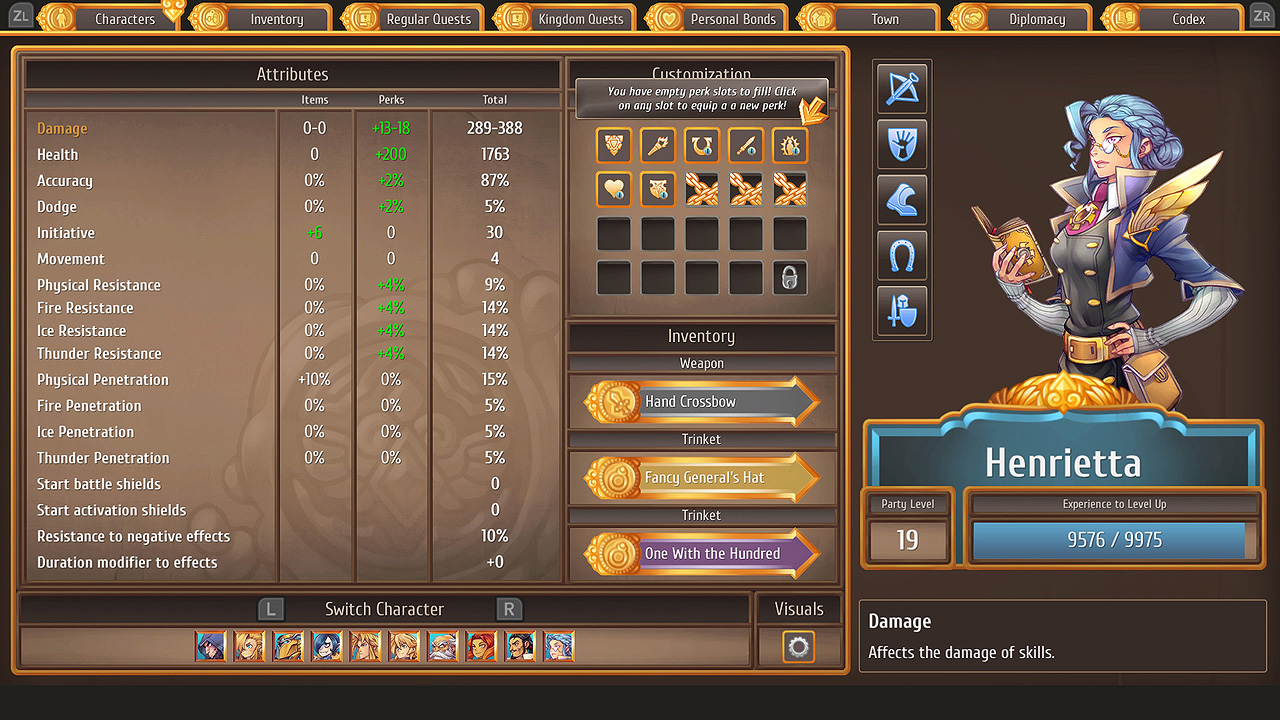 ZL Characters Inventory Regular Quests Kingdom Quests Personal Bonds Town Diplomacy Codex ZR
Attributes
Items Perks Total
Damage 0-0 +13-18 289-388
Health 0 +200 1763
Accuracy 0% +2% 87%
Dodge 0% +2% 5%
Initiative +6 0 30
Movement 0 0 4
Physical Resistance 0% +4% 9%
Fire Resistance 0% +4% 14%
Ice Resistance 0% +4% 14%
Thunder Resistance 0% +4% 14%
Physical Penetration +10% 0% 15%
Fire Penetration 0% 0% 5%
Ice Penetration 0% 0% 5%
Thunder Penetration 0% 0% 5%
Start battle shields 0
Start activation shields 0
Resistance to negative effects 10%
Duration modifier to effects +0
Customization
You have empty perk slots to fill! Click
on any slot to equip a a new perk!
Inventory
Weapon
Hand Crossbow
Trinket
Fancy General's Hat
Trinket
One With the Hundred
L Switch Character R
Visuals
Henrietta
Party Level
19
Experience to Level Up
9576 / 9975
Damage
Affects the damage of skills.